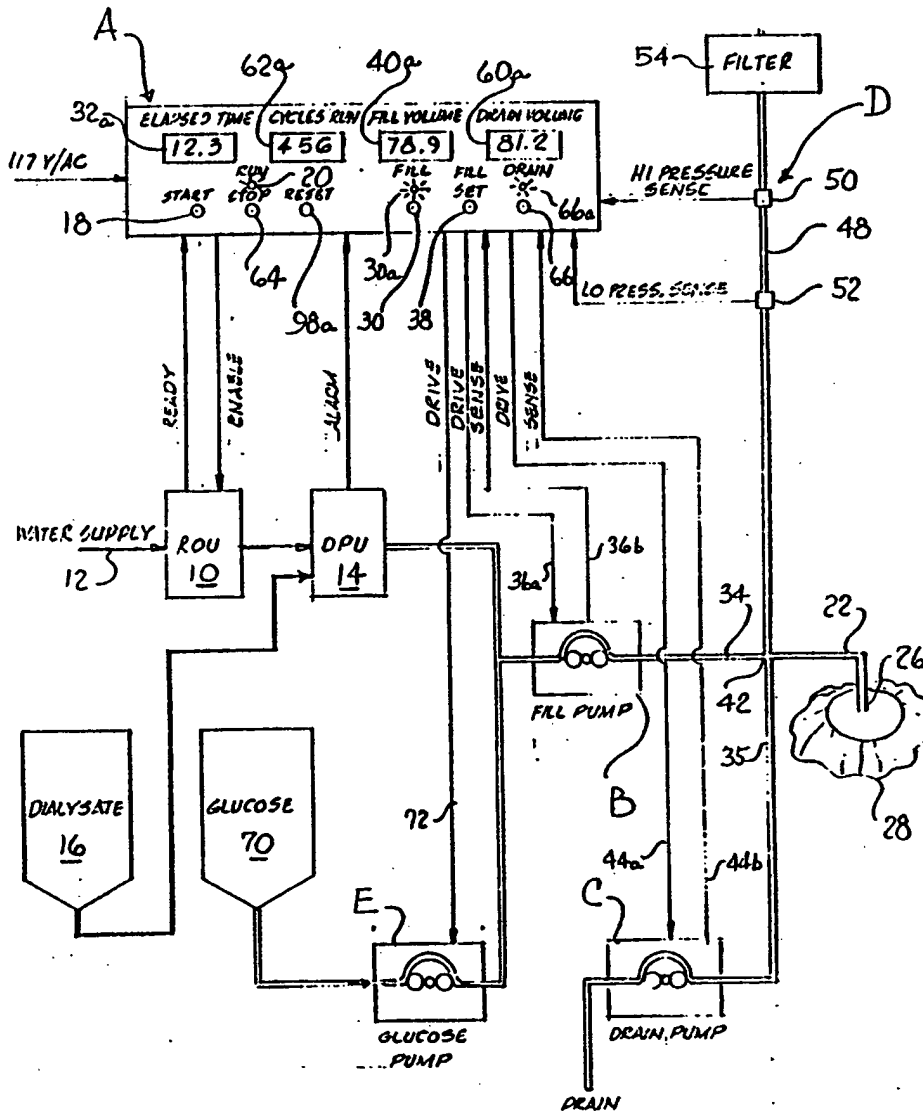 A
62a
40a
60a
54
FILTER
D
32a
ELAPSED TIME
CYCLES RUN
FILL VOLUME
DRAIN VOLUME
12.3
456
78.9
81.2
117 V/AC
RUN
20
FILL
FILL
DRAIN
START
STOP
RESET
SET
66a
HI PRESSURE
SENSE
50
18
64
98a
30a
30
38
66
48
LO PRESS. SENSE
52
READY
ENABLE
ALARM
DRIVE
DRIVE
SENSE
DRIVE
SENSE
WATER SUPPLY
12
ROU
10
DPU
14
36a
36b
34
22
26
42
FILL PUMP
35
28
B
DIALYSATE
16
GLUCOSE
70
72
44a
44b
E
C
GLUCOSE
PUMP
DRAIN PUMP
DRAIN